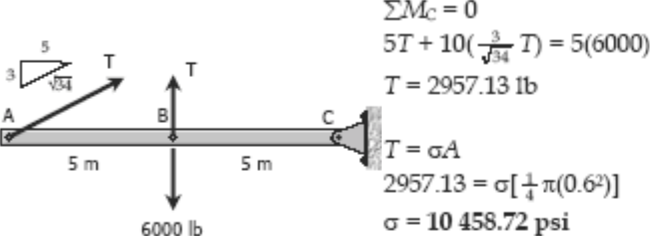 ΣM_C = 0
5T + 10(3/√34 T) = 5(6000)
T = 2957.13 lb
T = σA
2957.13 = σ[1/4 π(0.6²)]
σ = 10 458.72 psi
5
3
√34
T
T
A
B
C
5 m
5 m
6000 lb